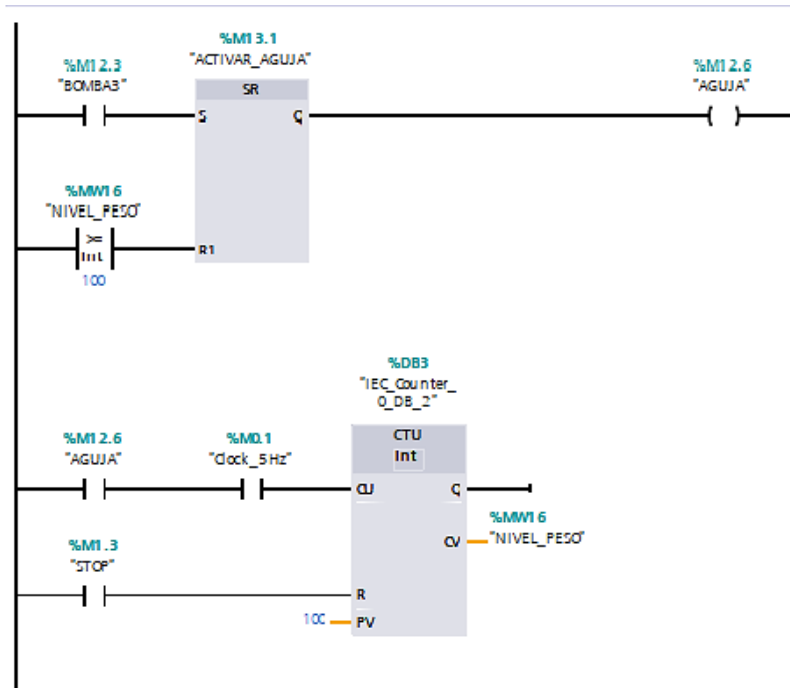 %M13.1
"ACTIVAR_AGUJA"
%M12.3
"BOMBA3"
SR
%M12.6
"AGUJA"
S
Q
%MW16
"NIVEL_PESO"
>=
Int
R1
100
%DB3
"IEC_Counter_
0_DB_2"
CTU
Int
%M12.6
"AGUJA"
%M0.1
"Clock_5Hz"
CU
Q
%MW16
"NIVEL_PESO"
CV
%M1.3
"STOP"
R
100
PV